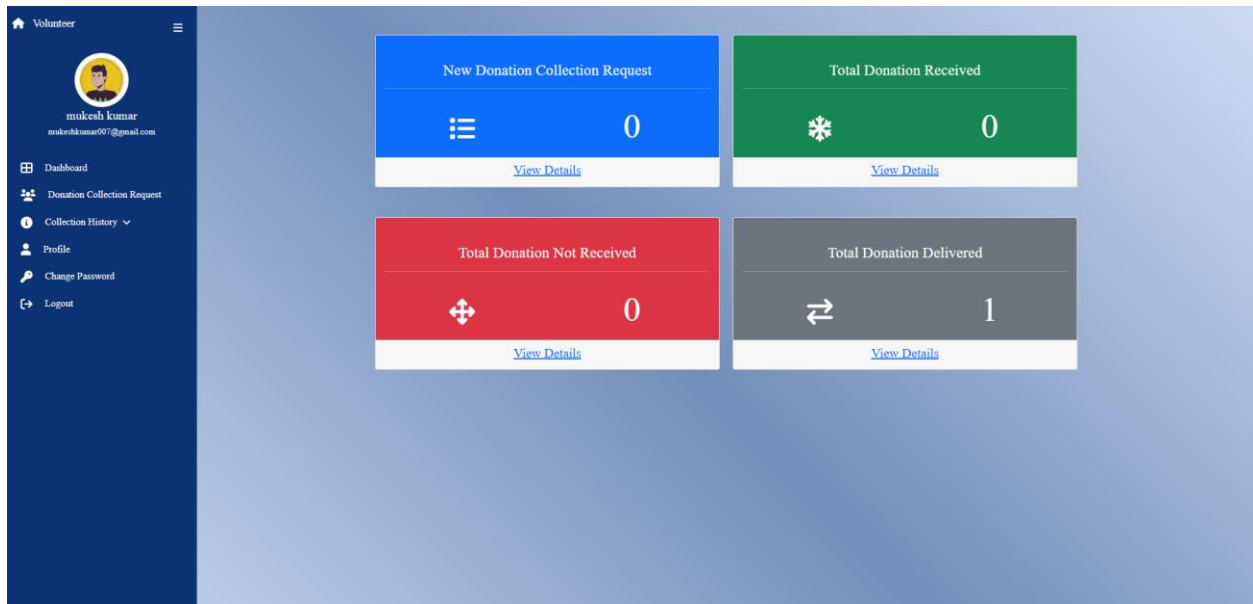 Volunteer
mukesh kumar
mukeshkumar007@gmail.com
Dashboard
Donation Collection Request
Collection History
Profile
Change Password
Logout
New Donation Collection Request
0
View Details
Total Donation Received
0
View Details
Total Donation Not Received
0
View Details
Total Donation Delivered
1
View Details